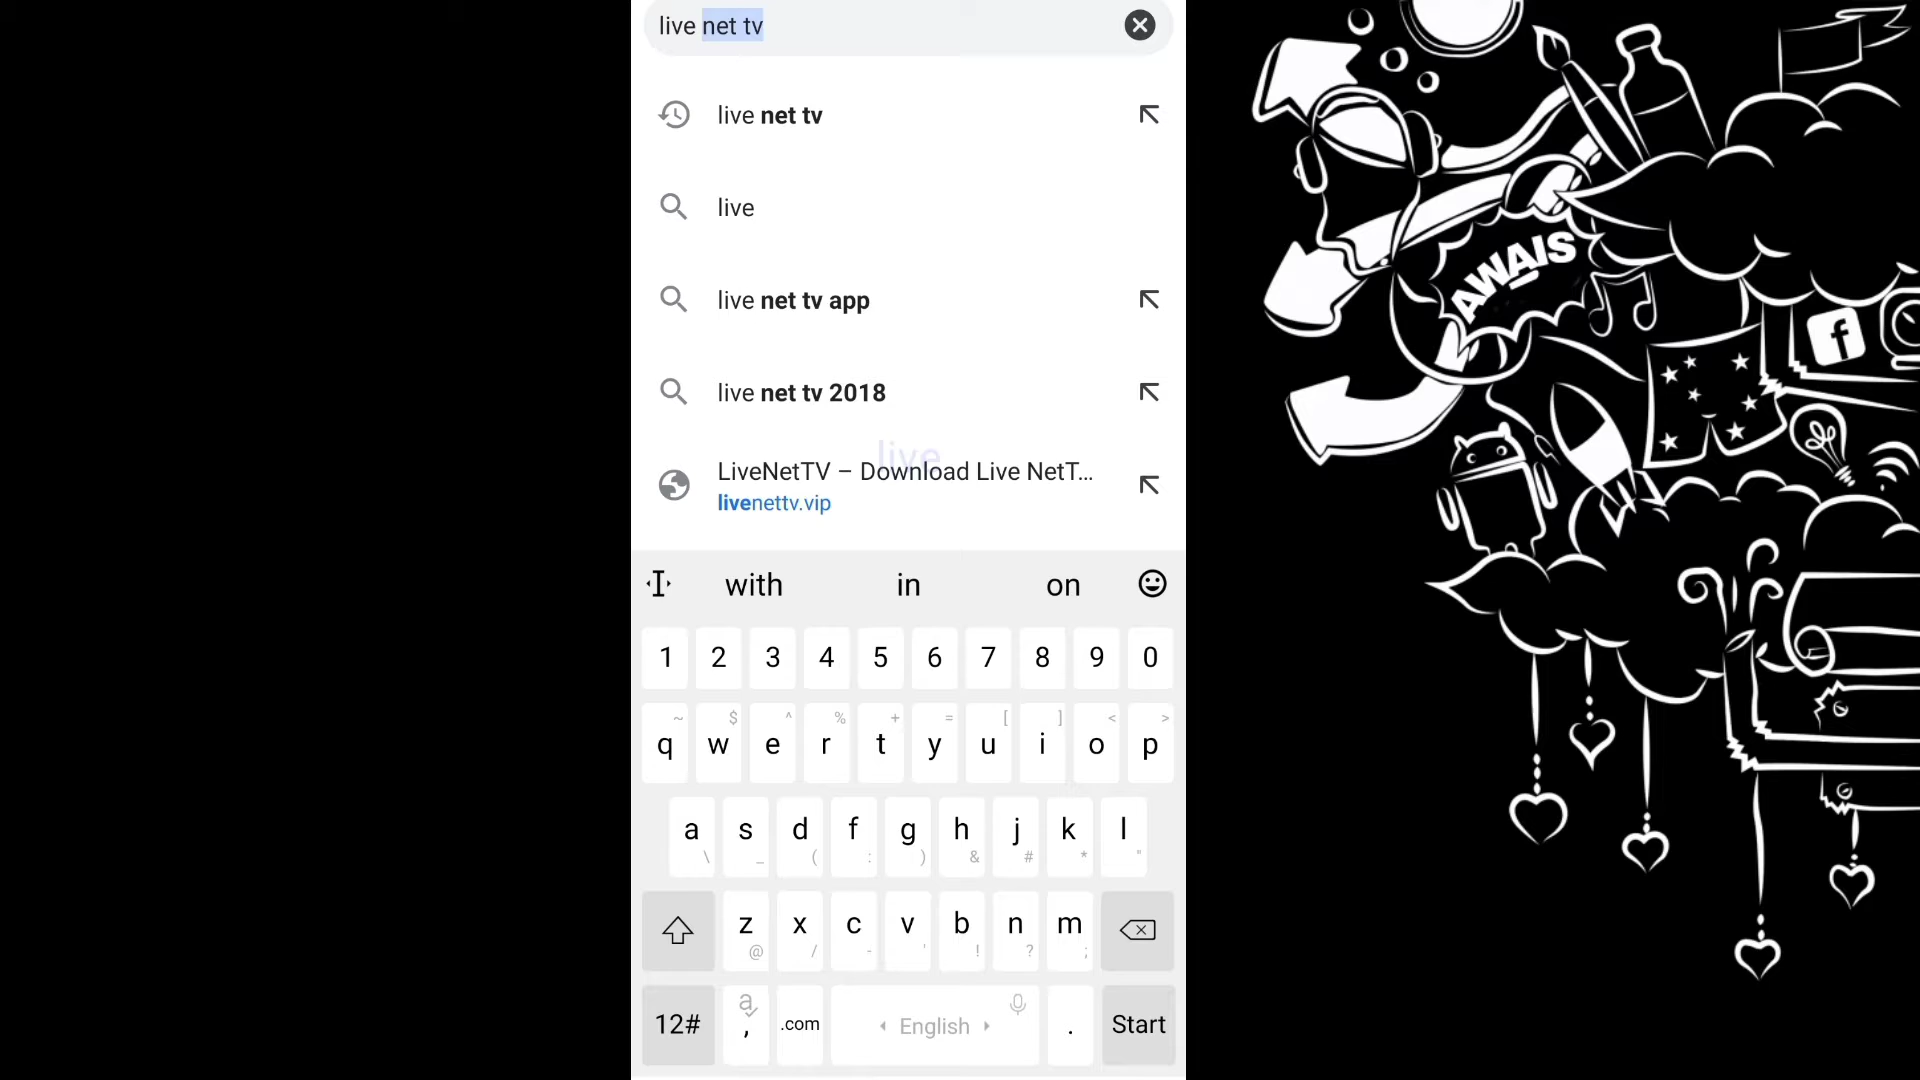 live net tv
live net tv
live
live net tv app
live net tv 2018
live
LiveNetTV – Download Live NetT...
livenettv.vip
with in on
1 2 3 4 5 6 7 8 9 0
~ $ ^ % + = [ ] < >
q w e r t y u i o p
a s d f g h j k l
\ _ ( : ) & # * "
z x c v b n m
@ / - ' ! ? ;
12# a , .com English . Start
AWAIS
f